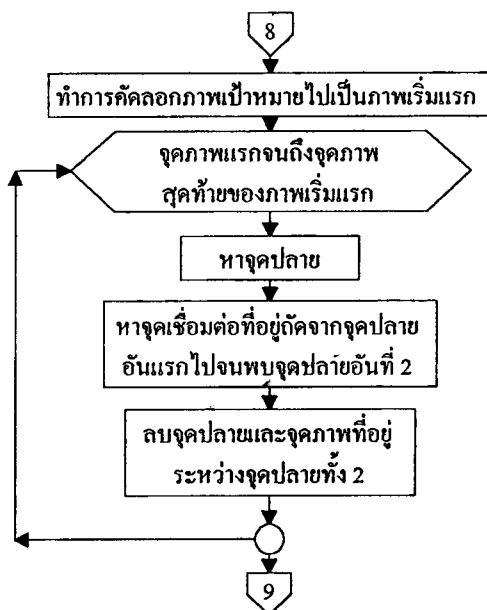 8
ทำการคัดลอกภาพเป้าหมายไปเป็นภาพเริ่มแรก
จุดภาพแรกจนถึงจุดภาพ
สุดท้ายของภาพเริ่มแรก
หาจุดปลาย
หาจุดเชื่อมต่อที่อยู่ถัดจากจุดปลาย
อันแรกไปจนพบจุดปลายอันที่ 2
ลบจุดปลายและจุดภาพที่อยู่
ระหว่างจุดปลายทั้ง 2
9